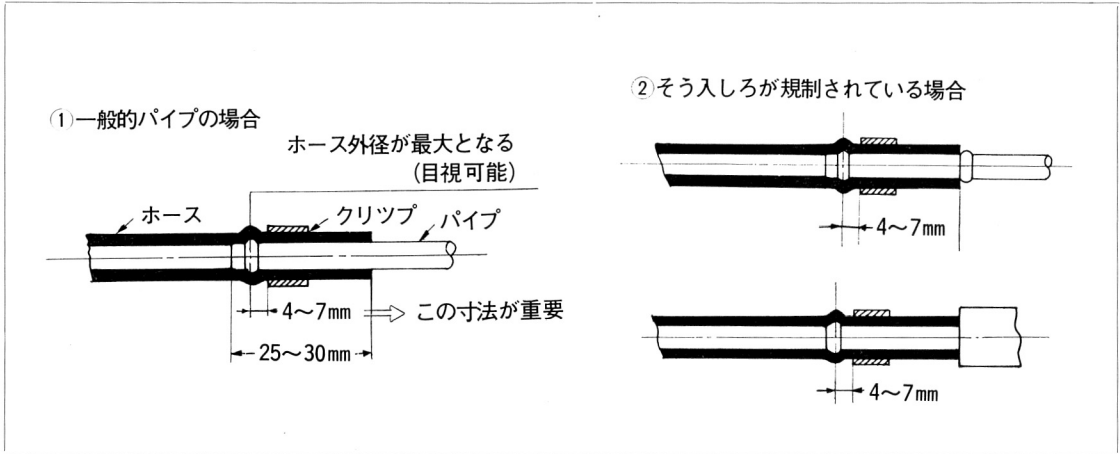 ①一般的パイプの場合
ホース外径が最大となる
(目視可能)
ホース
クリツプ
パイプ
4〜7mm ⇨ この寸法が重要
25〜30mm
②そう入しろが規制されている場合
4〜7mm
4〜7mm